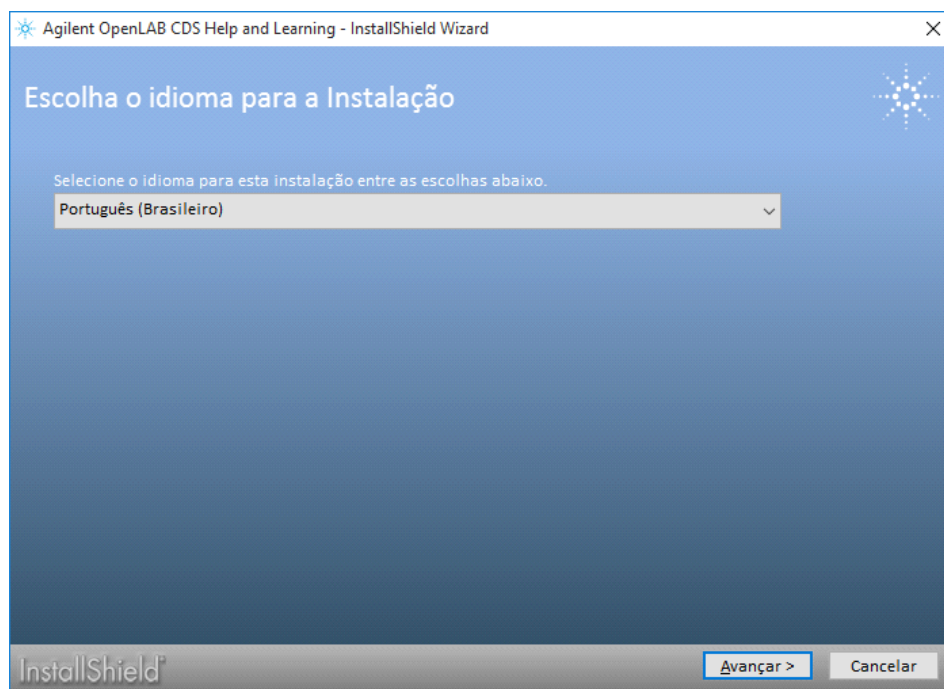 Agilent OpenLAB CDS Help and Learning - InstallShield Wizard
Escolha o idioma para a Instalação
Selecione o idioma para esta instalação entre as escolhas abaixo.
Português (Brasileiro)
InstallShield
Avançar >
Cancelar